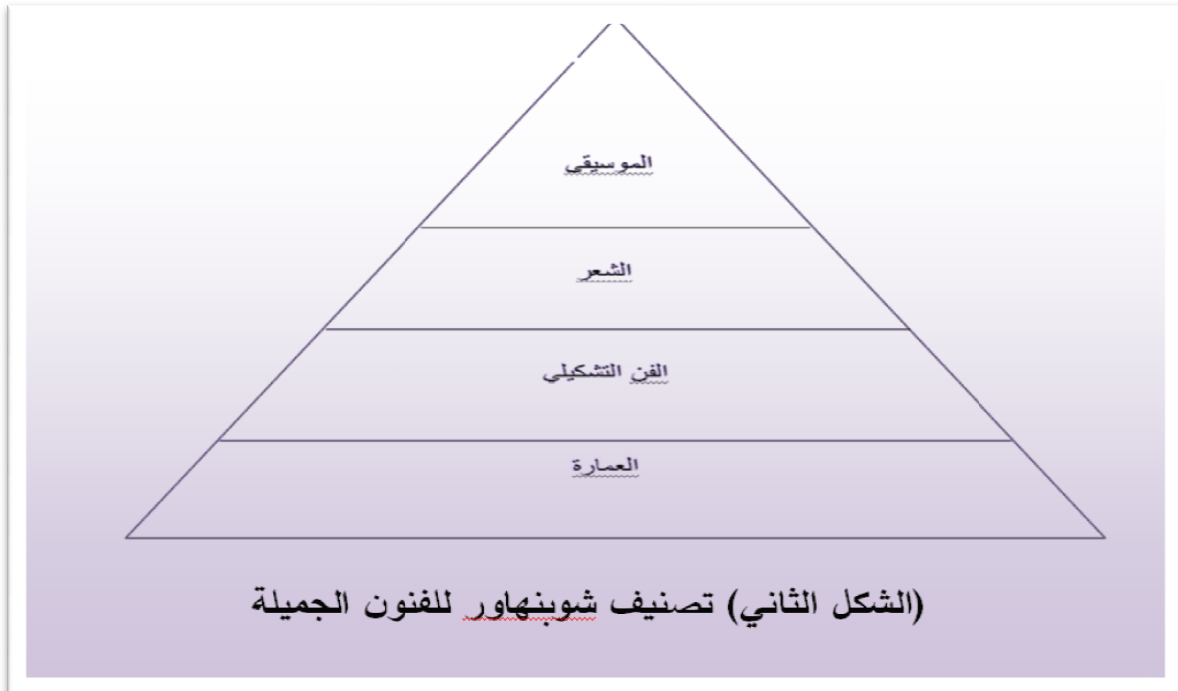 الموسيقى
الشعر
الفن التشكيلي
العمارة
(الشكل الثاني) تصنيف شوبنهاور للفنون الجميلة